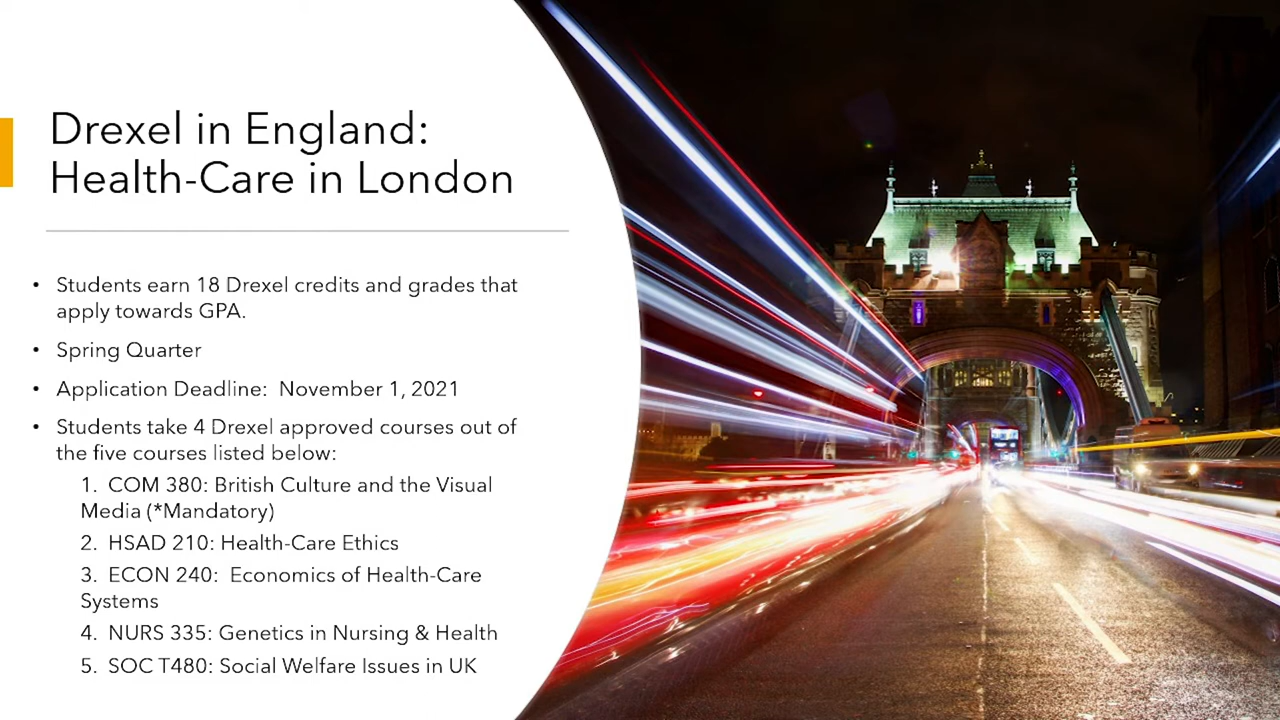 Drexel in England:
Health-Care in London
• Students earn 18 Drexel credits and grades that
apply towards GPA.
• Spring Quarter
• Application Deadline:  November 1, 2021
• Students take 4 Drexel approved courses out of
the five courses listed below:
1.  COM 380: British Culture and the Visual
Media (*Mandatory)
2.  HSAD 210: Health-Care Ethics
3.  ECON 240:  Economics of Health-Care
Systems
4.  NURS 335: Genetics in Nursing & Health
5.  SOC T480: Social Welfare Issues in UK